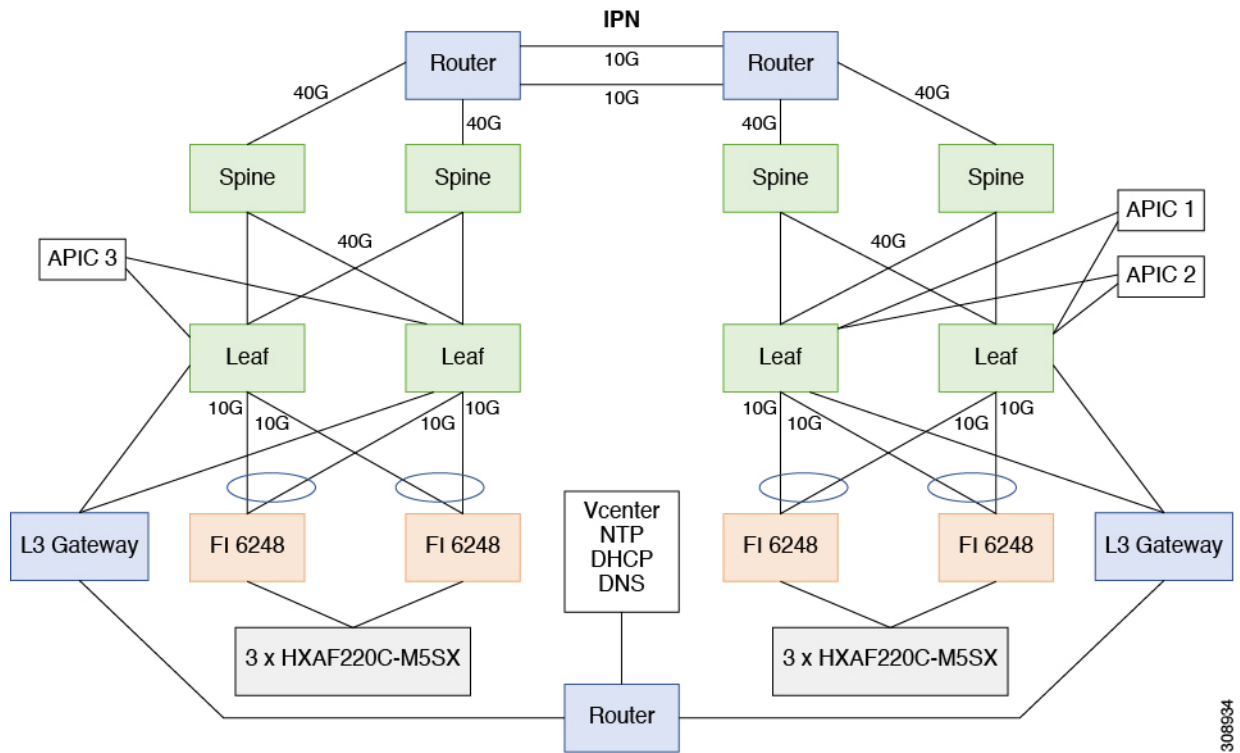 IPN
Router
10G
10G
Router
40G
40G
40G
40G
Spine
Spine
Spine
Spine
APIC 1
APIC 2
APIC 3
40G
40G
Leaf
Leaf
Leaf
Leaf
10G
10G
10G
10G
10G
10G
10G
10G
L3 Gateway
FI 6248
FI 6248
Vcenter
NTP
DHCP
DNS
FI 6248
FI 6248
L3 Gateway
3 x HXAF220C-M5SX
3 x HXAF220C-M5SX
Router
308934